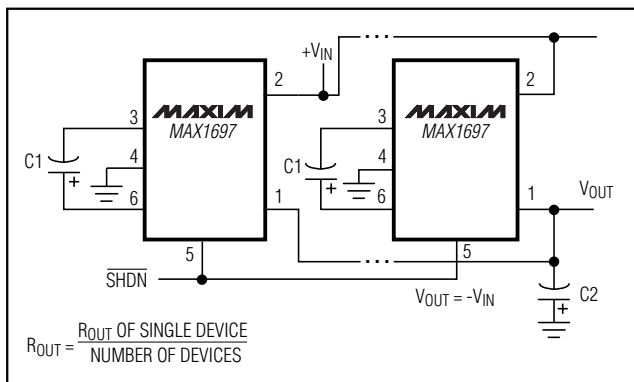 +VIN
2
2
MAXIM
MAX1697
MAXIM
MAX1697
3
3
C1
4
C1
4
6
1
6
1
VOUT
5
5
SHDN
VOUT = -VIN
C2
+
+
+
ROUT = ROUT OF SINGLE DEVICE
NUMBER OF DEVICES